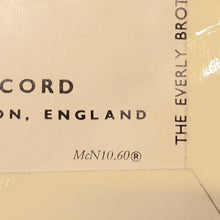 CORD
ON, ENGLAND
McN10.60®
THE EVERLY BROT